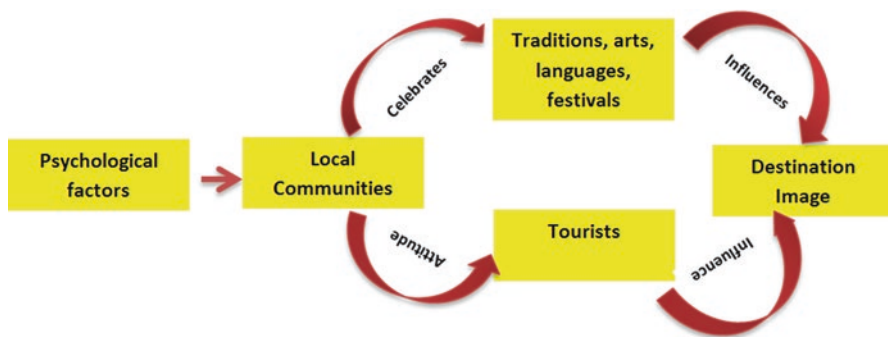 Psychological
factors
Local
Communities
Celebrates
Traditions, arts,
languages,
festivals
Influences
Attitude
Tourists
Influence
Destination
Image